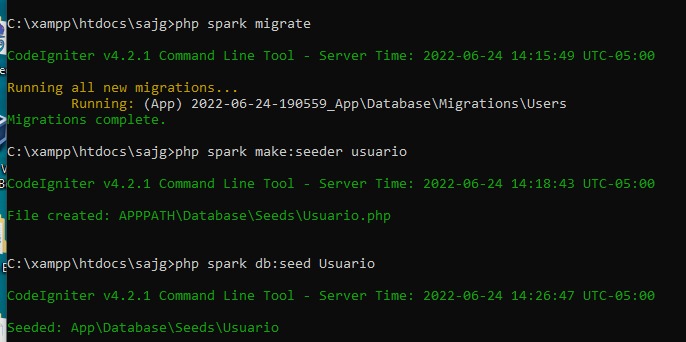 C:\xampp\htdocs\sajg>php spark migrate
CodeIgniter v4.2.1 Command Line Tool - Server Time: 2022-06-24 14:15:49 UTC-05:00
Running all new migrations...
Running: (App) 2022-06-24-190559_App\Database\Migrations\Users
Migrations complete.
C:\xampp\htdocs\sajg>php spark make:seeder usuario
CodeIgniter v4.2.1 Command Line Tool - Server Time: 2022-06-24 14:18:43 UTC-05:00
File created: APPPATH\Database\Seeds\Usuario.php
C:\xampp\htdocs\sajg>php spark db:seed Usuario
CodeIgniter v4.2.1 Command Line Tool - Server Time: 2022-06-24 14:26:47 UTC-05:00
Seeded: App\Database\Seeds\Usuario